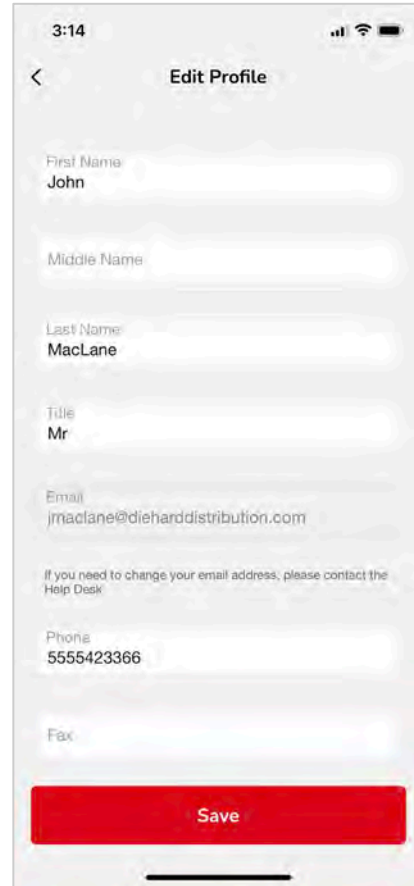 3:14
Edit Profile
First Name
John
Middle Name
Last Name
MacLane
Title
Mr
Email
jmaclane@dieharddistribution.com
If you need to change your email address, please contact the
Help Desk
Phone
5555423366
Fax
Save